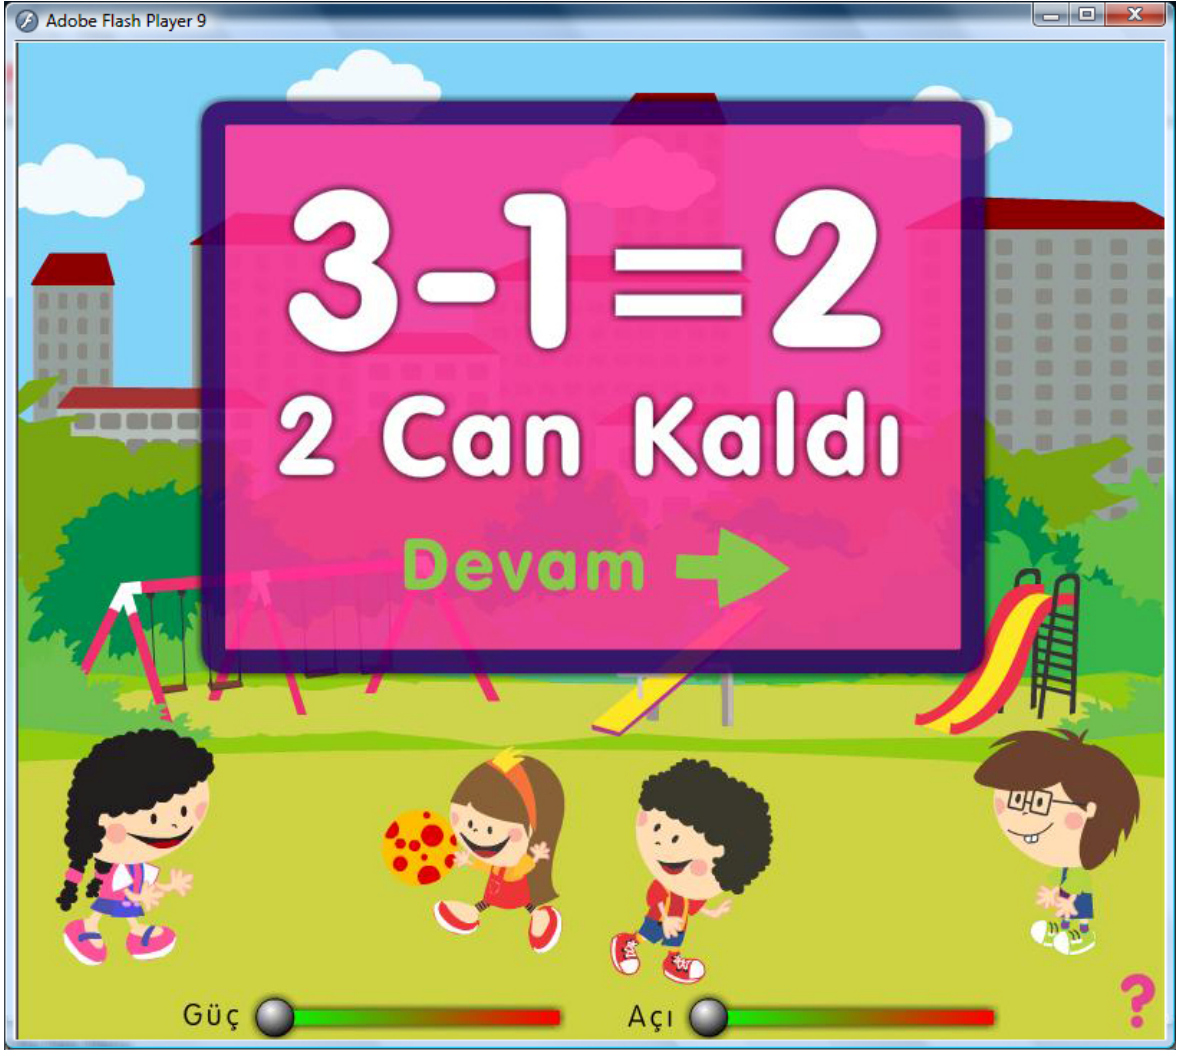 Adobe Flash Player 9
3-1=2
2 Can Kaldı
Devam
Güç
Açı
?